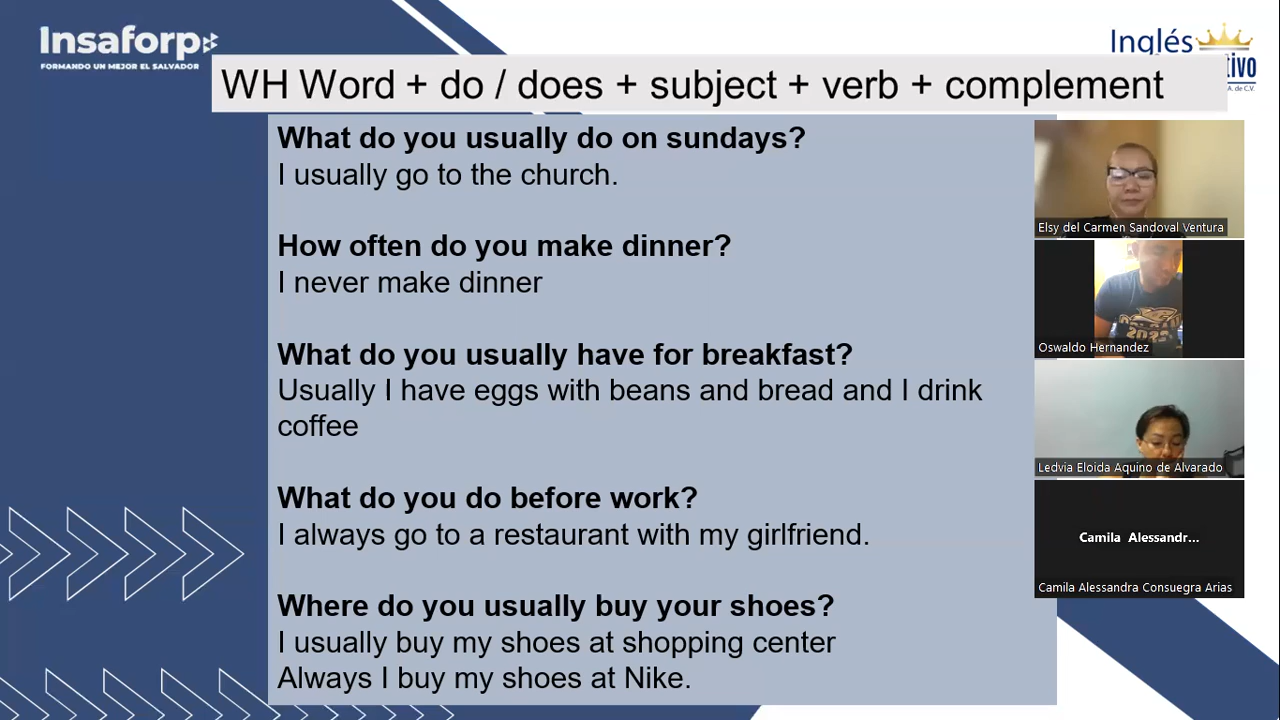 Insaforp
FORMANDO UN MEJOR EL SALVADOR
Inglés
tivo
A. de C.V.
WH Word + do / does + subject + verb + complement
What do you usually do on sundays?
I usually go to the church.
How often do you make dinner?
I never make dinner
What do you usually have for breakfast?
Usually I have eggs with beans and bread and I drink
coffee
What do you do before work?
I always go to a restaurant with my girlfriend.
Where do you usually buy your shoes?
I usually buy my shoes at shopping center
Always I buy my shoes at Nike.
Elsy del Carmen Sandoval Ventura
Oswaldo Hernandez
Ledvia Eloida Aquino de Alvarado
Camila Alessandr...
Camila Alessandra Consuegra Arias